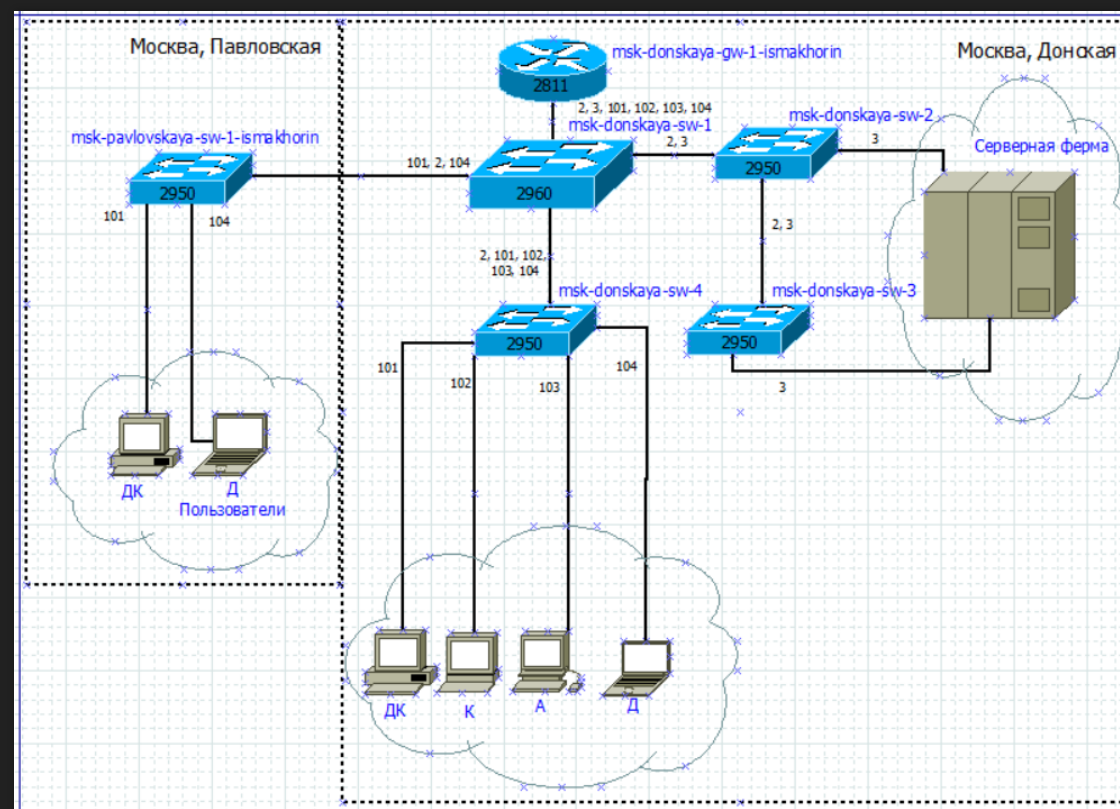 Москва, Павловская
msk-donskaya-gw-1-ismakhorin
Москва, Донская
2811
2, 3, 101, 102, 103, 104
msk-donskaya-sw-1
msk-donskaya-sw-2
msk-pavlovskaya-sw-1-ismakhorin
2, 3
3
Серверная ферма
101, 2, 104
2950
2960
2950
101
104
2, 3
2, 101, 102,
103, 104
msk-donskaya-sw-4
msk-donskaya-sw-3
2950
2950
101
102
103
104
3
ДК
Д
Пользователи
ДК
К
А
Д